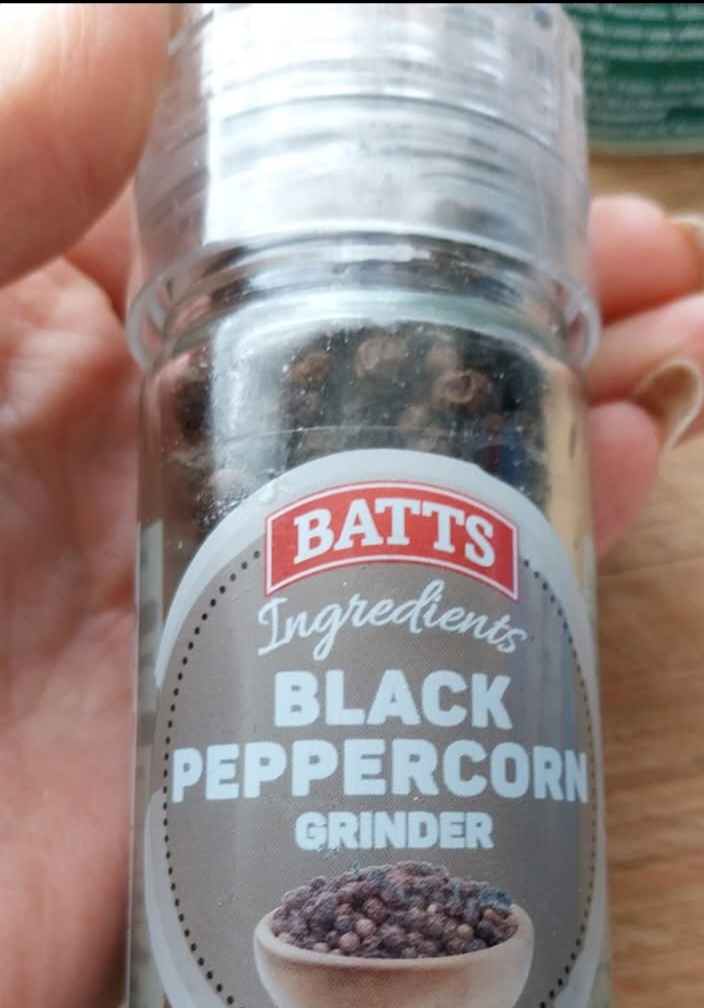 BATTS
Ingredients
BLACK
PEPPERCORN
GRINDER